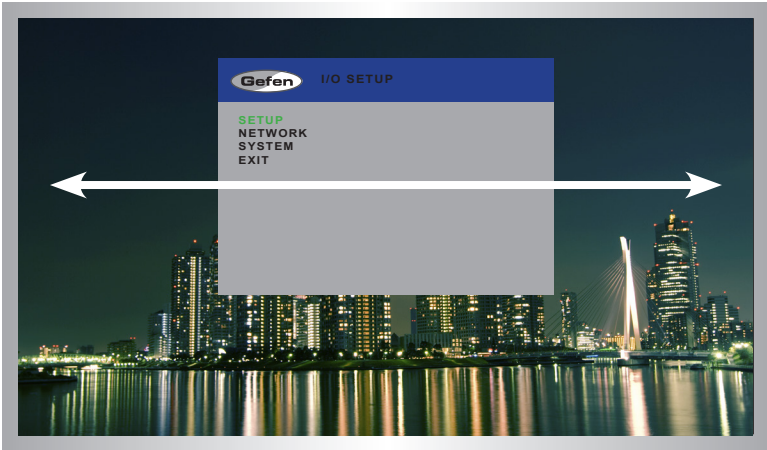 Gefen
I/O SETUP
SETUP
NETWORK
SYSTEM
EXIT